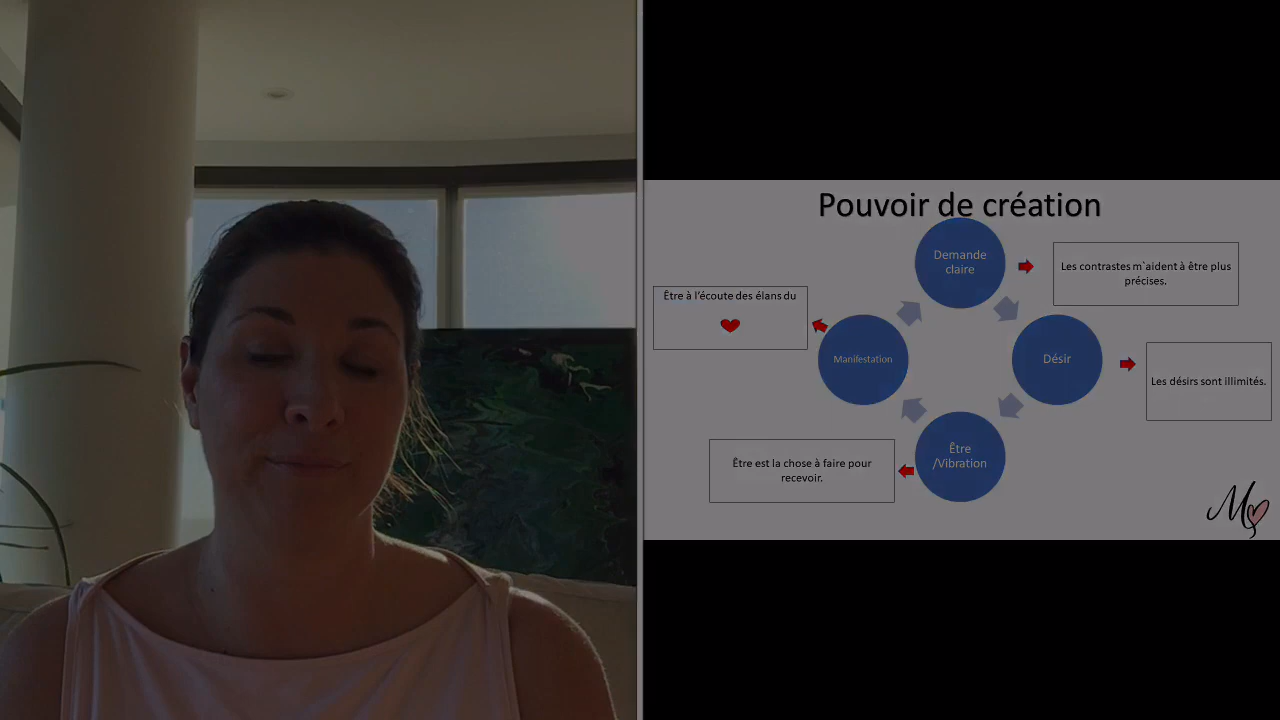 Pouvoir de création
Demande
claire
Les contrastes m`aident à être plus
précises.
Désir
Les désirs sont illimités.
Être
/Vibration
Être est la chose à faire pour
recevoir.
Manifestation
Être à l'écoute des élans du